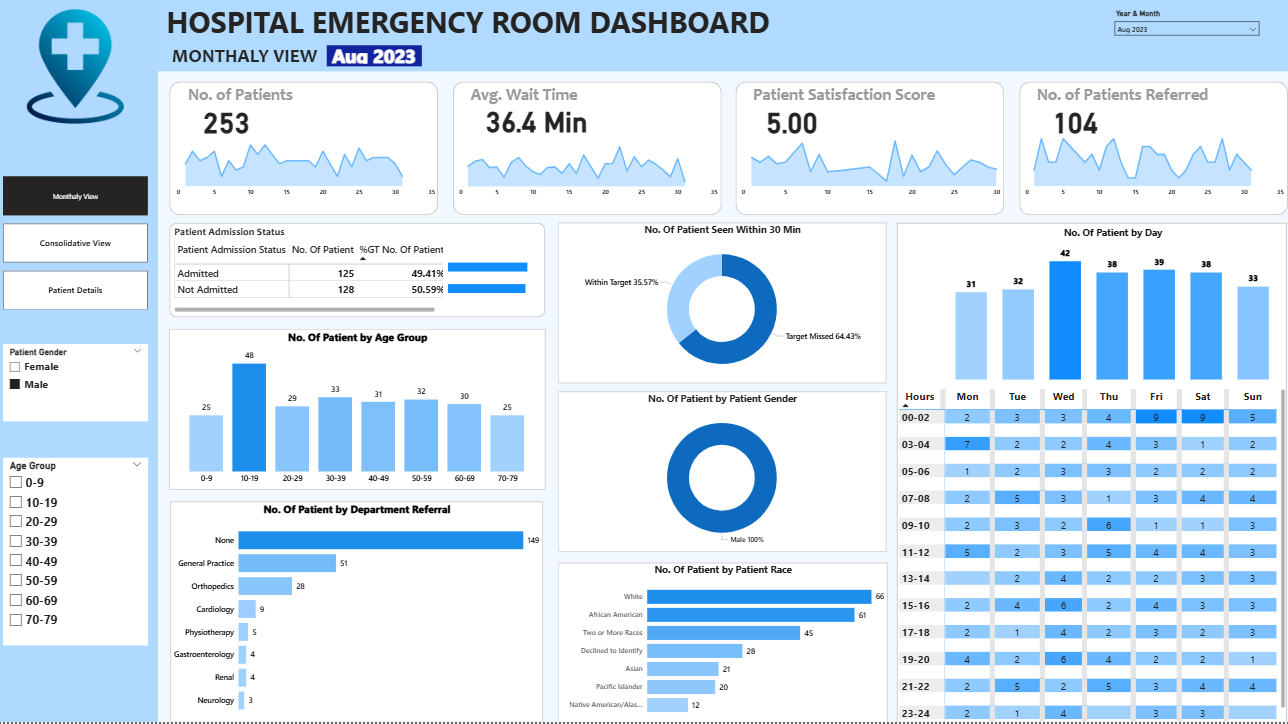 HOSPITAL EMERGENCY ROOM DASHBOARD
MONTHALY VIEW Aug 2023
Year & Month
Aug 2023
Monthaly View
Consolidative View
Patient Details
Patient Gender
Female
Male
Age Group
0-9
10-19
20-29
30-39
40-49
50-59
60-69
70-79
No. of Patients
253
0 5 10 15 20 25 30 35
Avg. Wait Time
36.4 Min
0 5 10 15 20 25 30 35
Patient Satisfaction Score
5.00
0 5 10 15 20 25 30
No. of Patients Referred
104
0 5 10 15 20 25 30 35
Patient Admission Status
Patient Admission Status No. Of Patient %GT No. Of Patient
Admitted 125 49.41%
Not Admitted 128 50.59%
No. Of Patient by Age Group
25 48 29 33 31 32 30 25
0-9 10-19 20-29 30-39 40-49 50-59 60-69 70-79
No. Of Patient by Department Referral
None 149
General Practice 51
Orthopedics 28
Cardiology 9
Physiotherapy 5
Gastroenterology 4
Renal 4
Neurology 3
No. Of Patient Seen Within 30 Min
Within Target 35.57%
Target Missed 64.43%
No. Of Patient by Patient Gender
Male 100%
No. Of Patient by Patient Race
White 66
African American 61
Two or More Races 45
Declined to Identify 28
Asian 21
Pacific Islander 20
Native American/Alas... 12
No. Of Patient by Day
31 32 42 38 39 38 33
Hours Mon Tue Wed Thu Fri Sat Sun
00-02 2 3 3 4 9 9 5
03-04 7 2 2 4 3 1 2
05-06 1 2 3 3 2 2 2
07-08 2 5 3 1 3 4 4
09-10 2 3 2 6 1 1 3
11-12 5 2 3 5 4 4 3
13-14 2 4 2 2 3 3
15-16 2 4 6 2 4 3 3
17-18 2 1 4 2 3 2 3
19-20 4 2 6 4 2 2 1
21-22 2 5 2 5 3 4 4
23-24 2 1 4 3 3